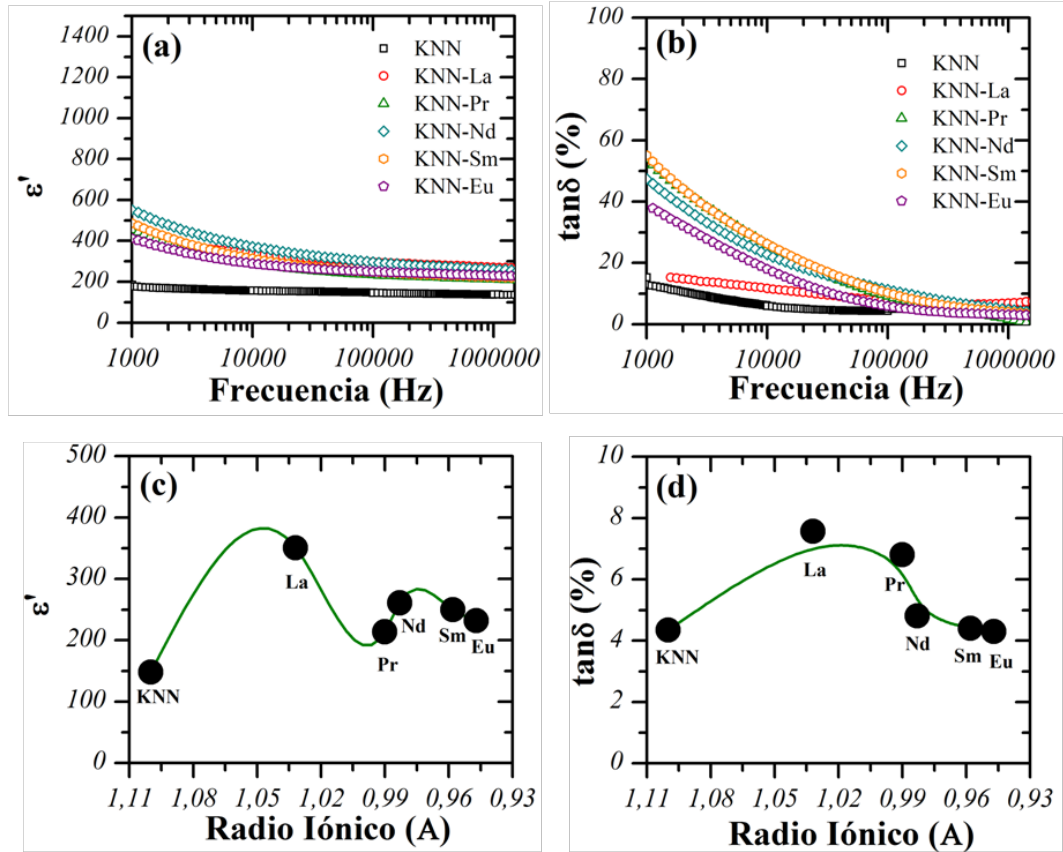 (a)
1400
1200
1000
800
600
400
200
0
ε'
KNN
KNN-La
KNN-Pr
KNN-Nd
KNN-Sm
KNN-Eu
1000 10000 100000 1000000
Frecuencia (Hz)
(b)
100
80
60
40
20
0
tanδ (%)
KNN
KNN-La
KNN-Pr
KNN-Nd
KNN-Sm
KNN-Eu
1000 10000 100000 1000000
Frecuencia (Hz)
(c)
500
400
300
200
100
0
ε'
KNN
La
Pr
Nd
Sm
Eu
1,11 1,08 1,05 1,02 0,99 0,96 0,93
Radio Iónico (A)
(d)
10
8
6
4
2
0
tanδ (%)
KNN
La
Pr
Nd
Sm
Eu
1,11 1,08 1,05 1,02 0,99 0,96 0,93
Radio Iónico (A)